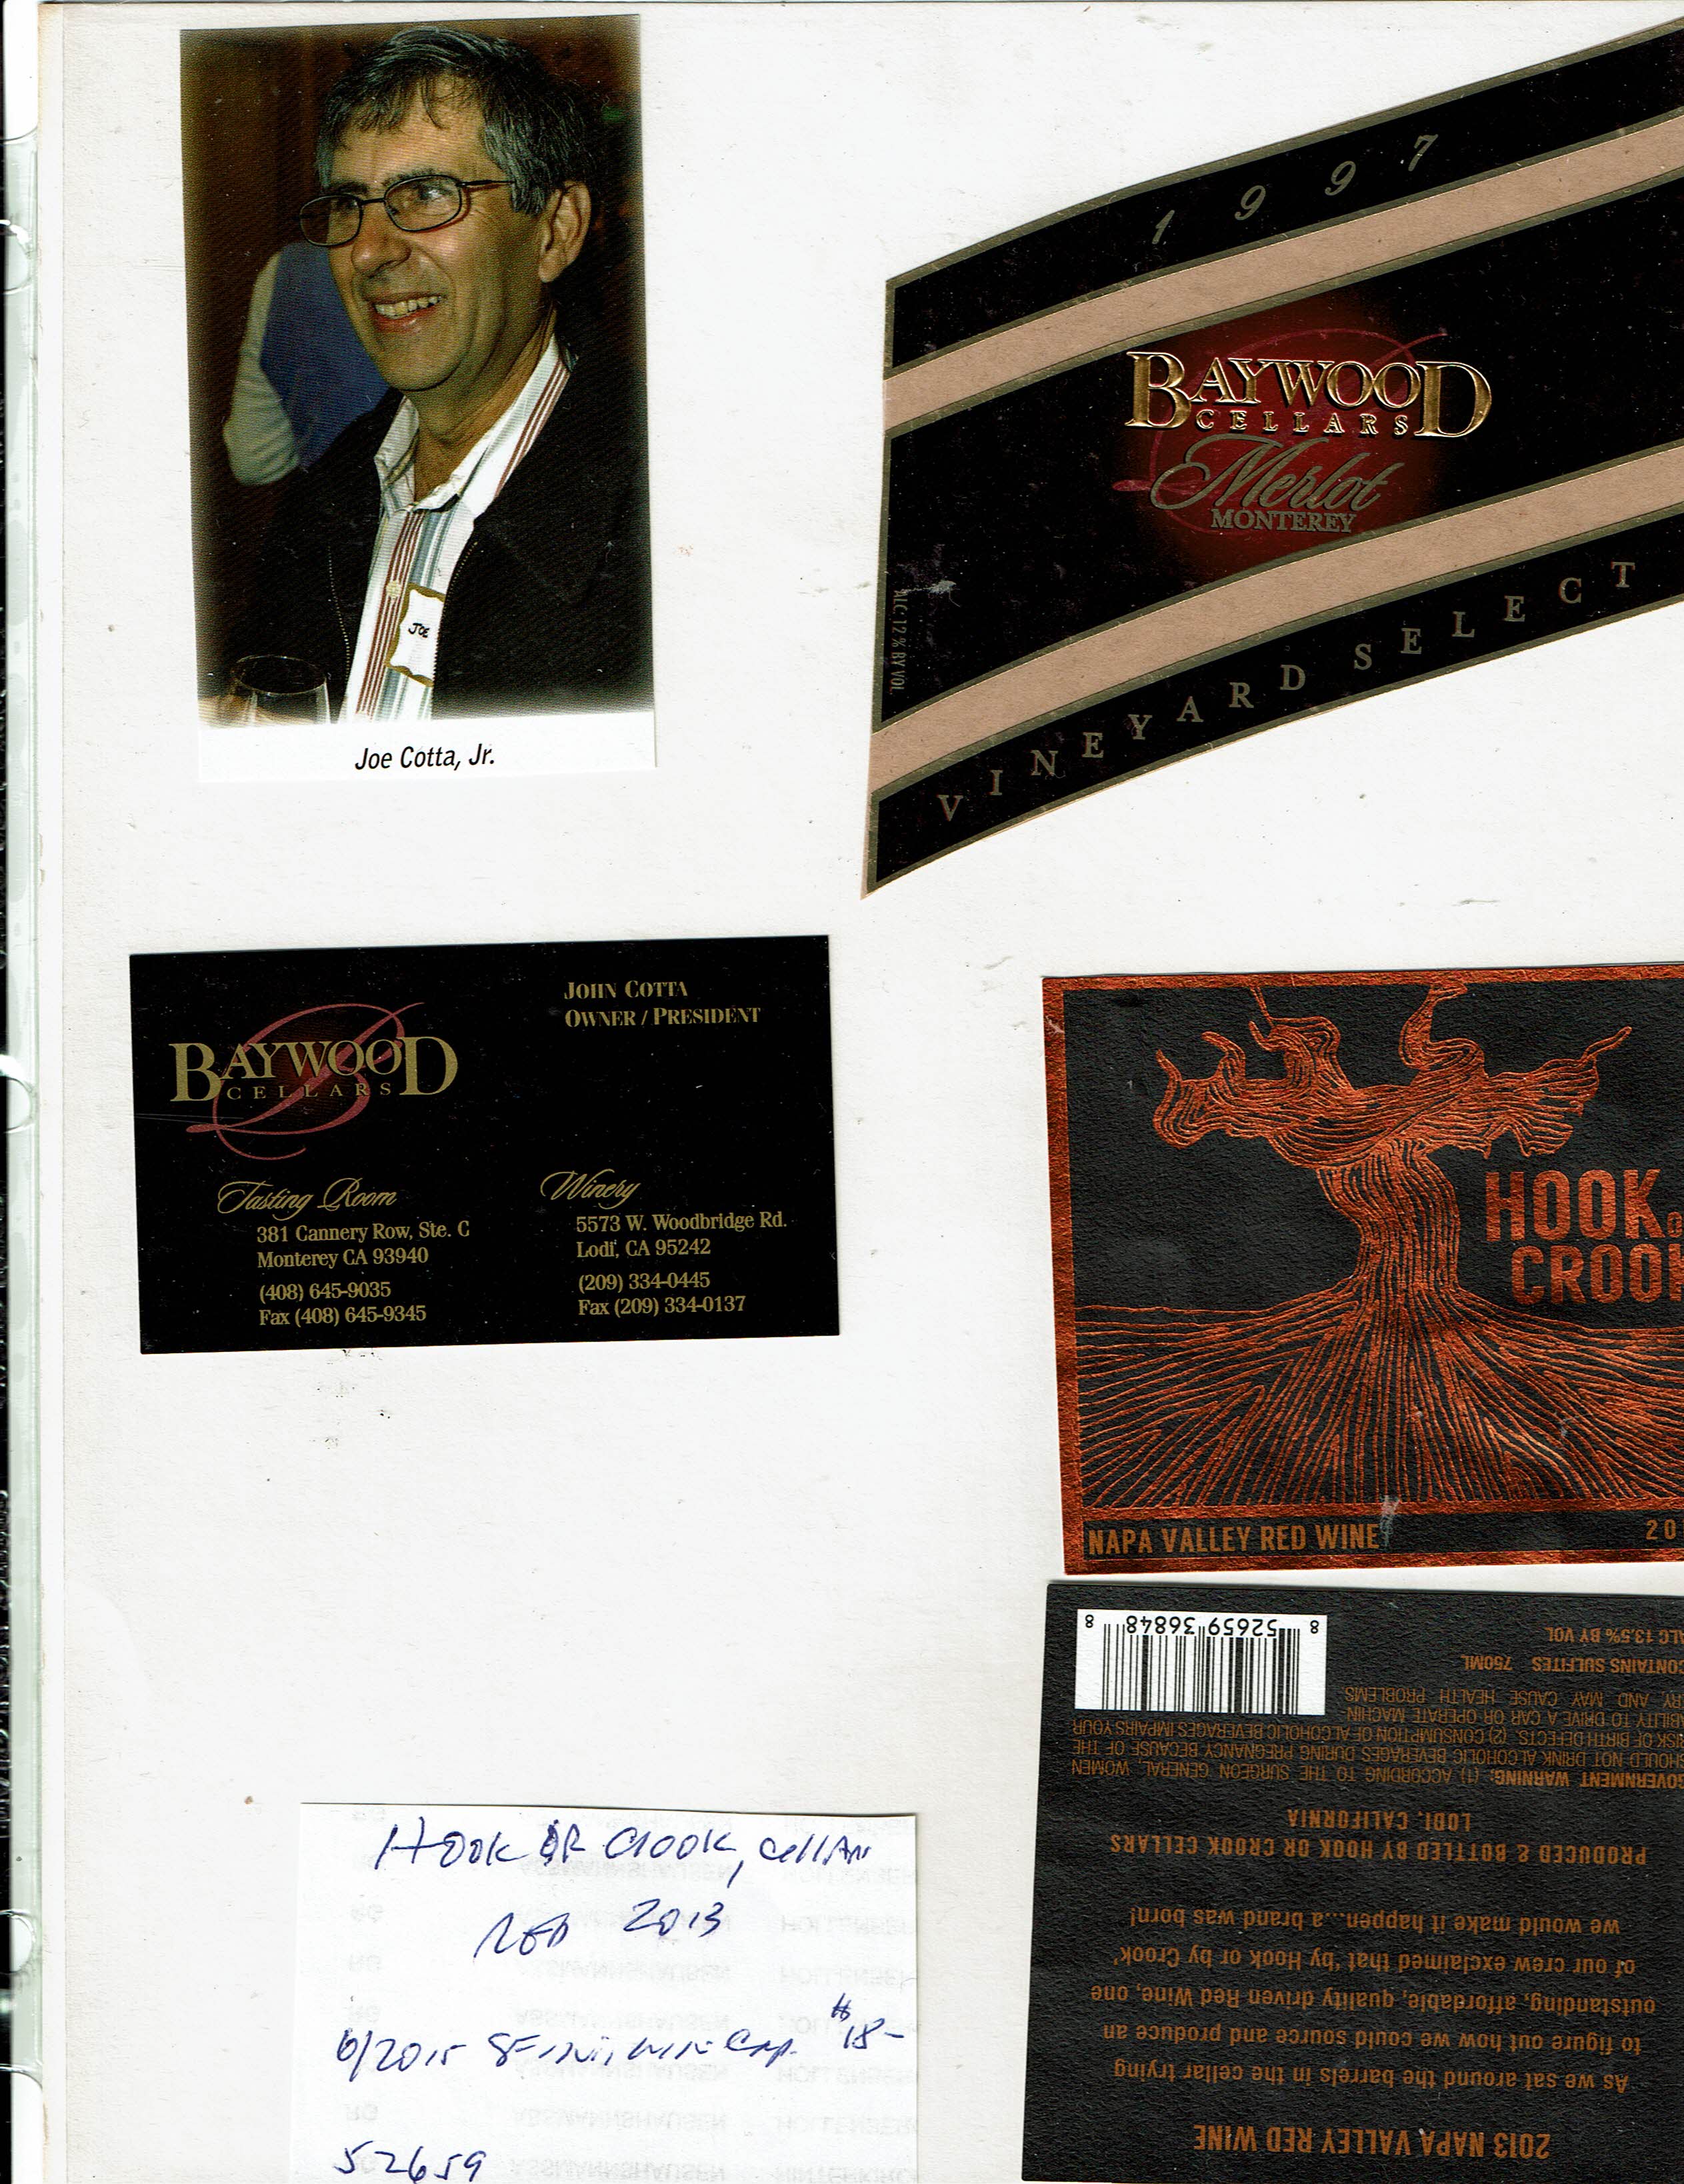 JOE
Joe Cotta, Jr.
1997
BAYWOOD
CELLARS
Merlot
MONTEREY
ALC. 12% BY VOL.
VINEYARD SELECT
BAYWOOD
CELLARS
JOHN COTTA
OWNER / PRESIDENT
Tasting Room
381 Cannery Row, Ste. C
Monterey CA 93940
(408) 645-9035
Fax (408) 645-9345
Winery
5573 W. Woodbridge Rd.
Lodi, CA 95242
(209) 334-0445
Fax (209) 334-0137
HOOK
CROOK
NAPA VALLEY RED WINE
20
2013 NAPA VALLEY RED WINE
As we sat around the barrels in the cellar trying
to figure out how we could source and produce an
outstanding, affordable, quality driven Red Wine, one
of our crew exclaimed that 'by Hook or by Crook'
we would make it happen...a brand was born!
PRODUCED & BOTTLED BY HOOK OR CROOK CELLARS
LODI, CALIFORNIA
GOVERNMENT WARNING: (1) ACCORDING TO THE SURGEON GENERAL, WOMEN
SHOULD NOT DRINK ALCOHOLIC BEVERAGES DURING PREGNANCY BECAUSE OF THE
RISK OF BIRTH DEFECTS. (2) CONSUMPTION OF ALCOHOLIC BEVERAGES IMPAIRS YOUR
ABILITY TO DRIVE A CAR OR OPERATE MACHIN
RY, AND MAY CAUSE HEALTH PROBLEMS
CONTAINS SULFITES 750ML
ALC 13.5% BY VOL
8 52659 36848 8
HOOK OR CROOK, CELLAR
RED 2013
6/2015 #18-
52659